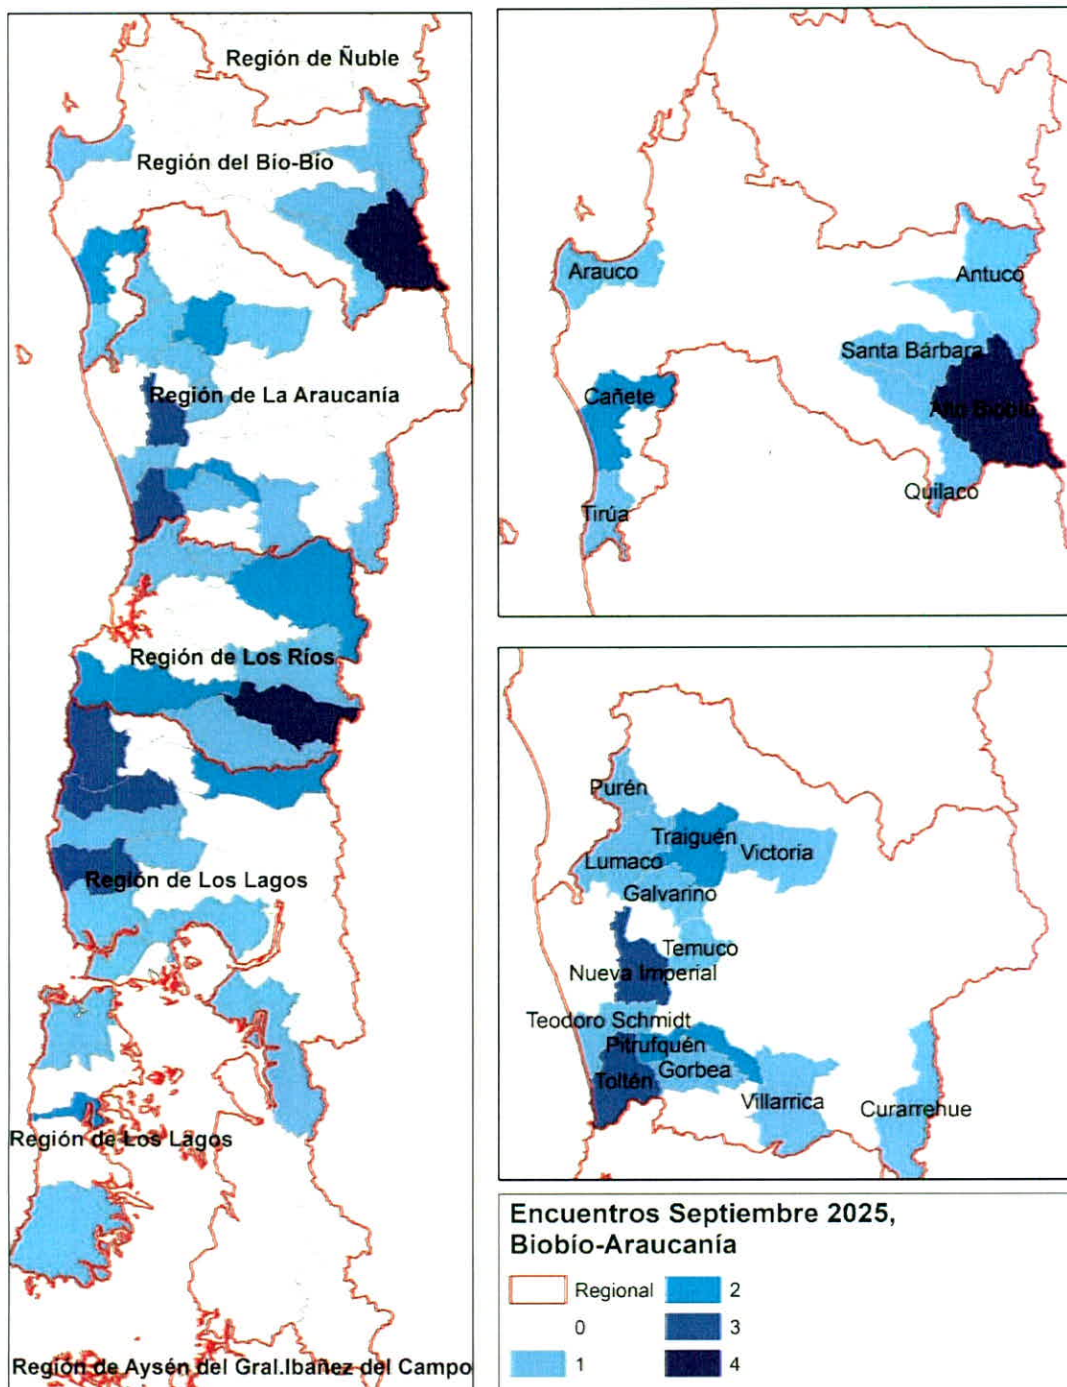 Región de Ñuble
Región del Bío-Bío
Región de La Araucanía
Región de Los Ríos
Región de Los Lagos
Región de Los Lagos
Región de Aysén del Gral.Ibañez del Campo
Arauco
Antuco
Santa Bárbara
Cañete
Alto Biobío
Quilaco
Tirúa
Purén
Traiguén
Victoria
Lumaco
Galvarino
Temuco
Nueva Imperial
Teodoro Schmidt
Pitrufquén
Gorbea
Toltén
Villarrica
Curarrehue
Encuentros Septiembre 2025,
Biobío-Araucanía
Regional
0
1
2
3
4